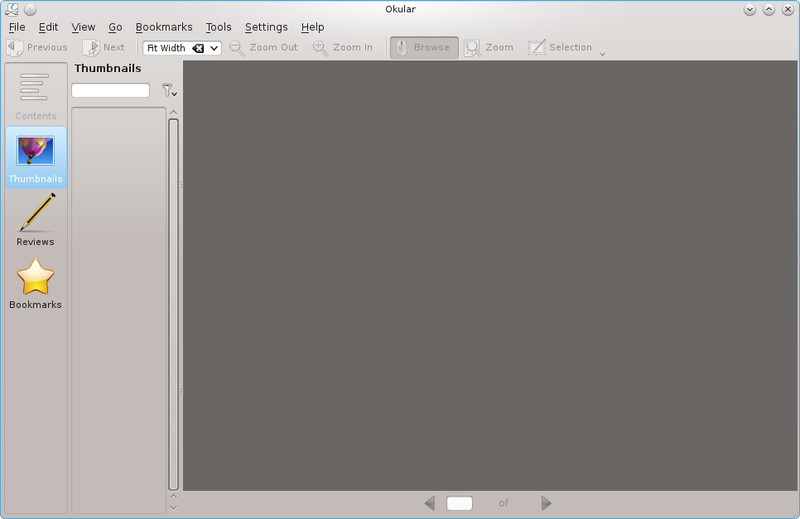 Okular
File Edit View Go Bookmarks Tools Settings Help
Previous Next Fit Width Zoom Out Zoom In Browse Zoom Selection
Thumbnails
Contents
Thumbnails
Reviews
Bookmarks
of